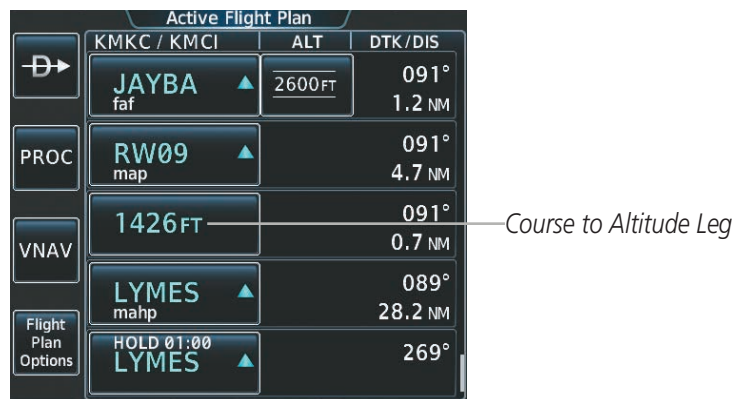 Active Flight Plan
KMKC / KMCI ALT DTK/DIS
D
JAYBA 2600FT 091°
faf 1.2 NM
PROC
RW09 091°
map 4.7 NM
1426FT 091° Course to Altitude Leg
0.7 NM
VNAV
LYMES 089°
mahp 28.2 NM
Flight
Plan
Options
HOLD 01:00
LYMES 269°